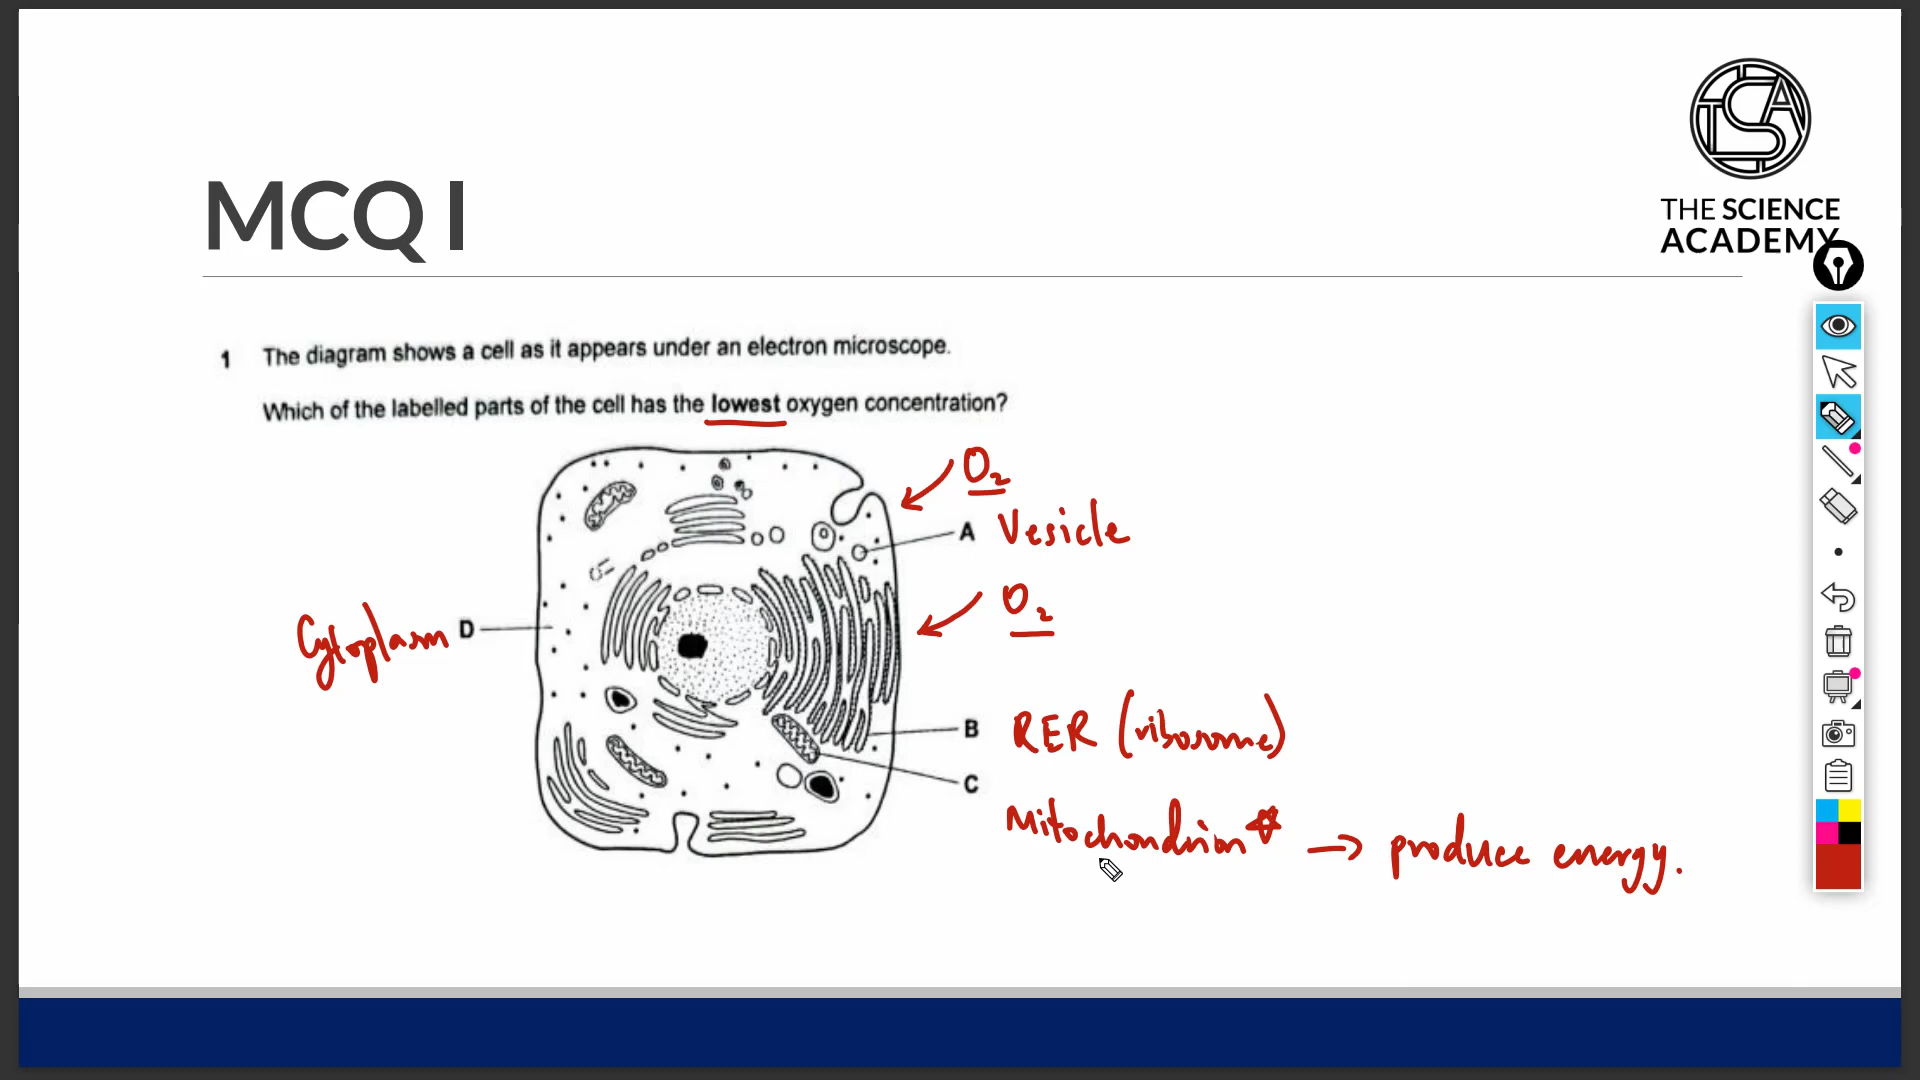 THE SCIENCE
ACADEMY
MCQ I
1 The diagram shows a cell as it appears under an electron microscope.
Which of the labelled parts of the cell has the lowest oxygen concentration?
O₂
A Vesicle
O₂
Cytoplasm D
B RER (ribosome)
C
Mitochondrion → produce energy.